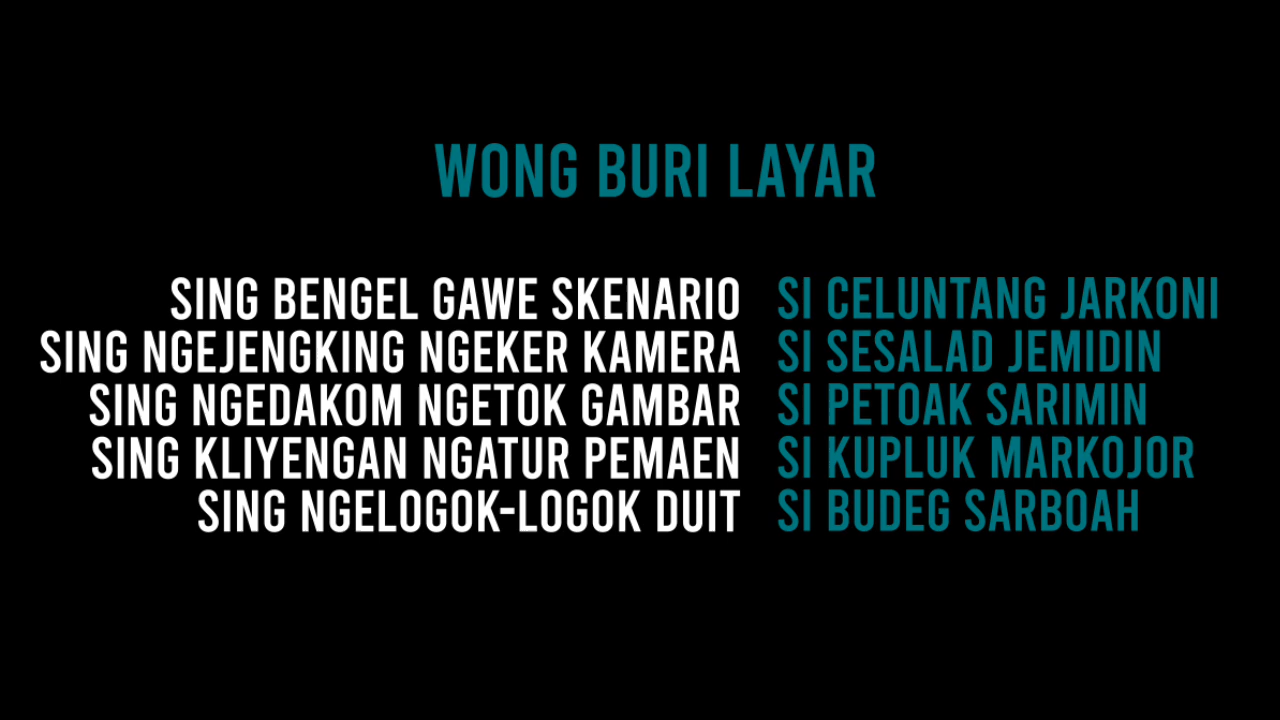 WONG BURI LAYAR
SING BENGEL GAWE SKENARIO SI CELUNTANG JARKONI
SING NGEJENGKING NGEKER KAMERA SI SESALAD JEMIDIN
SING NGEDAKOM NGETOK GAMBAR SI PETOAK SARIMIN
SING KLIYENGAN NGATUR PEMAEN SI KUPLUK MARKOJOR
SING NGELOGOK-LOGOK DUIT SI BUDEG SARBOAH